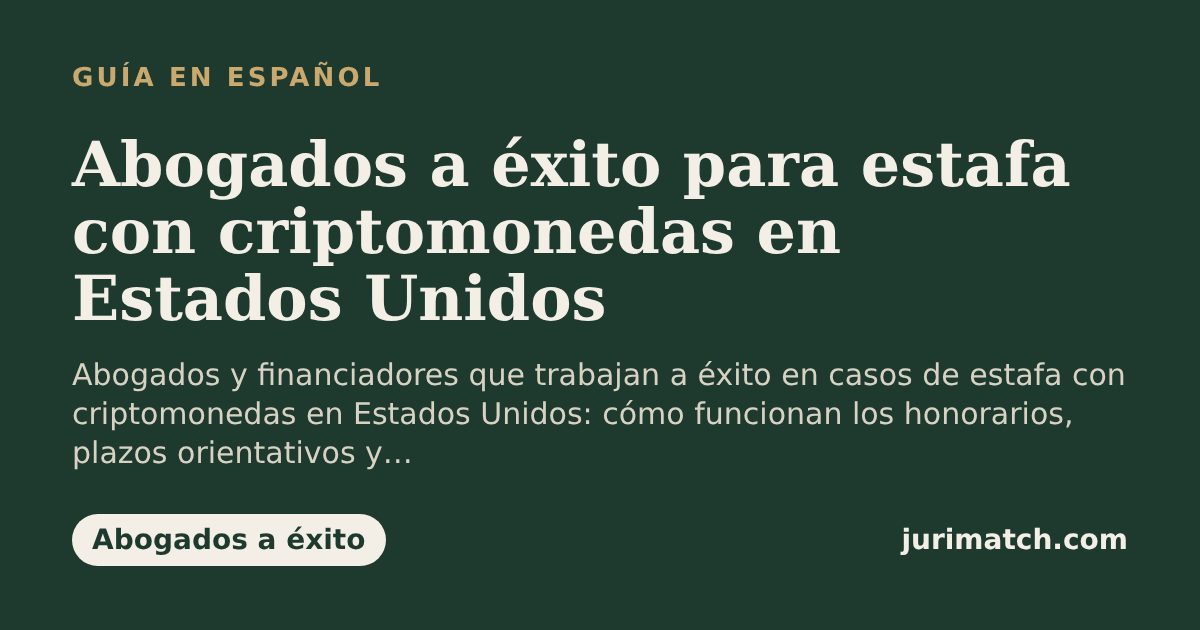 GUÍA EN ESPAÑOL
Abogados a éxito para estafa
con criptomonedas en
Estados Unidos
Abogados y financiadores que trabajan a éxito en casos de estafa con
criptomonedas en Estados Unidos: cómo funcionan los honorarios,
plazos orientativos y...
Abogados a éxito
jurimatch.com